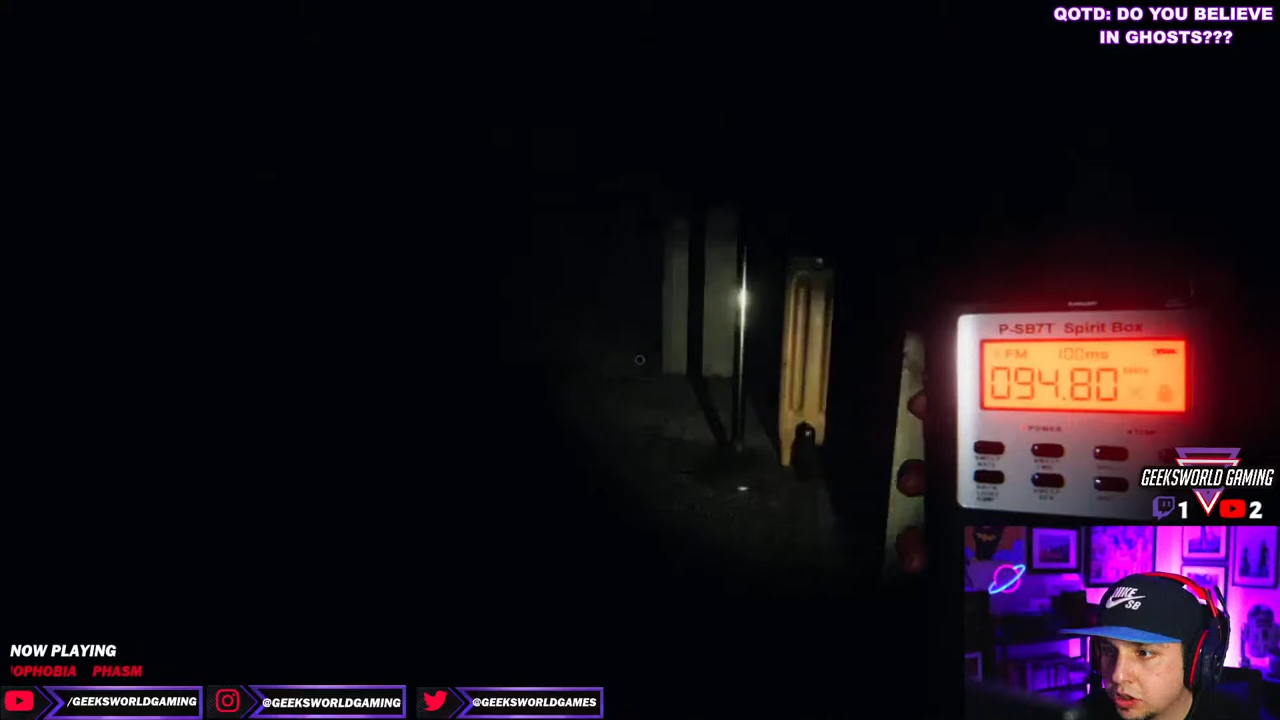 QOTD: DO YOU BELIEVE
IN GHOSTS???
P-SB7T Spirit Box
FM 100ms
094.80
POWER
GEEKSWORLD GAMING
1 2
NIKE
SB
NOW PLAYING
OPHOBIA PHASM
/GEEKSWORLDGAMING
@GEEKSWORLDGAMING
@GEEKSWORLDGAMES